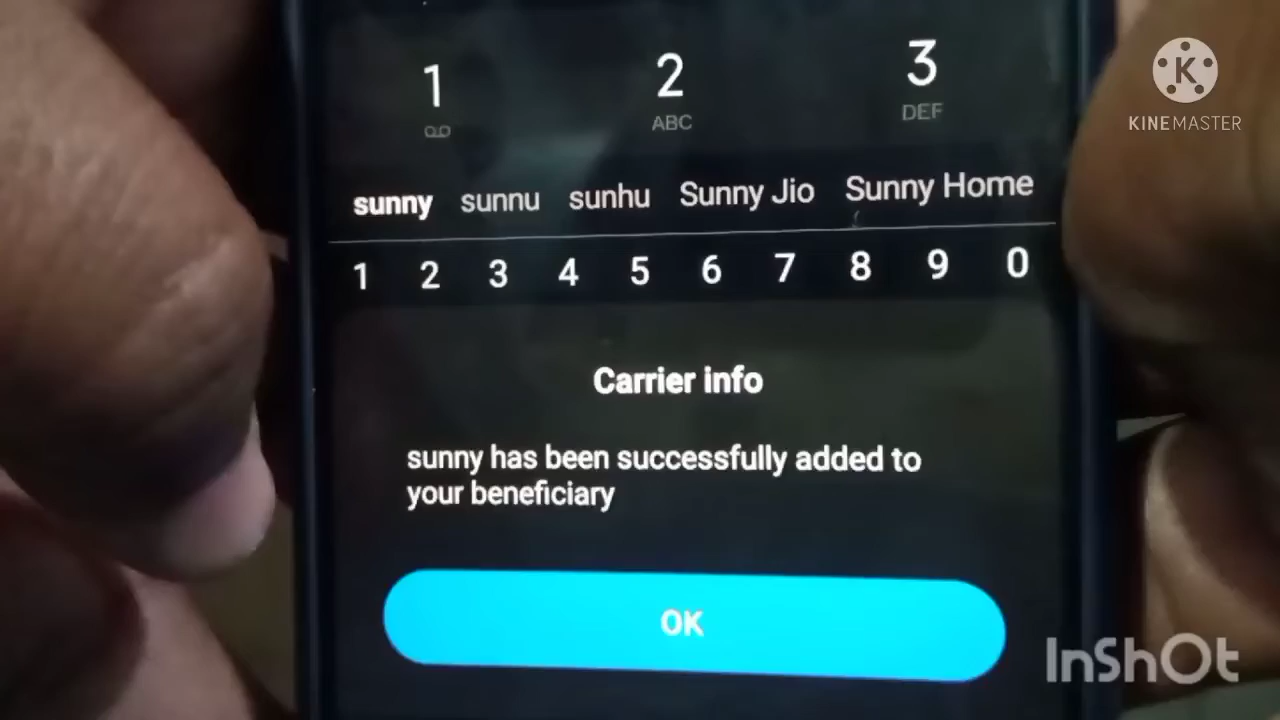 1 2 3
ABC DEF
KINEMASTER
sunny sunnu sunhu Sunny Jio Sunny Home
1 2 3 4 5 6 7 8 9 0
Carrier info
sunny has been successfully added to
your beneficiary
OK
InShOt